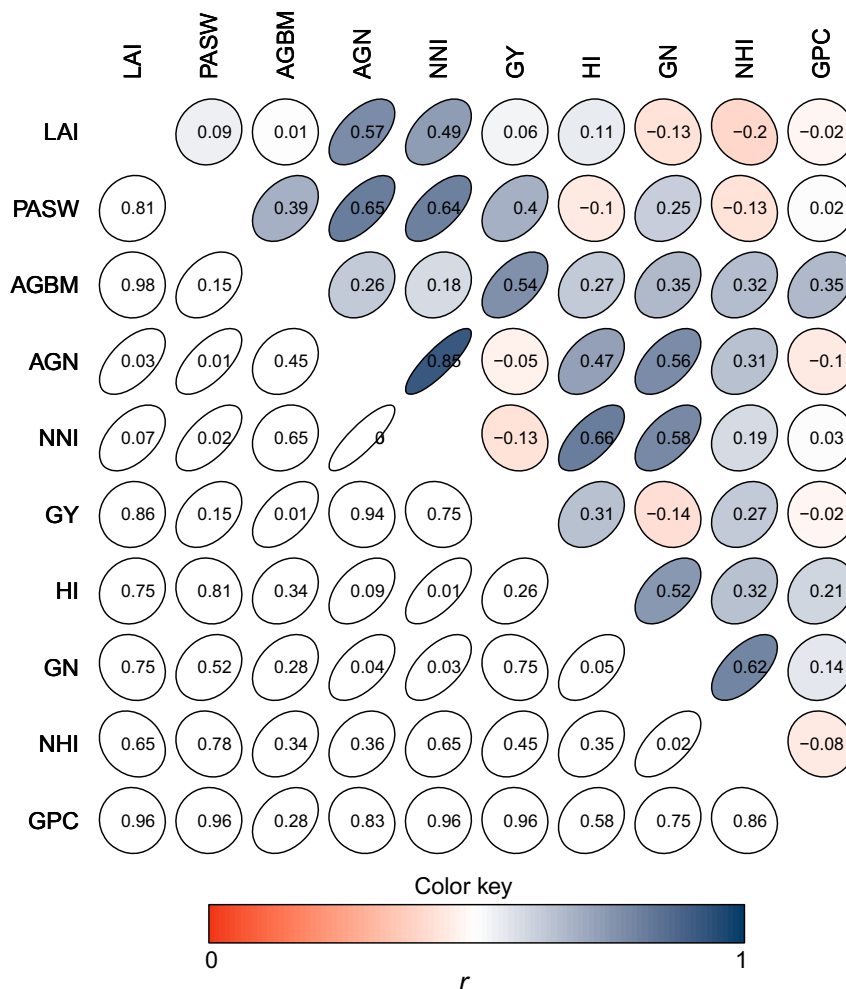 LAI PASW AGBM AGN NNI GY HI GN NHI GPC
LAI 0.09 0.01 0.57 0.49 0.06 0.11 −0.13 −0.2 −0.02
PASW 0.81 0.39 0.65 0.64 0.4 −0.1 0.25 −0.13 0.02
AGBM 0.98 0.15 0.26 0.18 0.54 0.27 0.35 0.32 0.35
AGN 0.03 0.01 0.45 0.85 −0.05 0.47 0.56 0.31 −0.1
NNI 0.07 0.02 0.65 0 −0.13 0.66 0.58 0.19 0.03
GY 0.86 0.15 0.01 0.94 0.75 0.31 −0.14 0.27 −0.02
HI 0.75 0.81 0.34 0.09 0.01 0.26 0.52 0.32 0.21
GN 0.75 0.52 0.28 0.04 0.03 0.75 0.05 0.62 0.14
NHI 0.65 0.78 0.34 0.36 0.65 0.45 0.35 0.02 −0.08
GPC 0.96 0.96 0.28 0.83 0.96 0.96 0.58 0.75 0.86
Color key
0 1
r